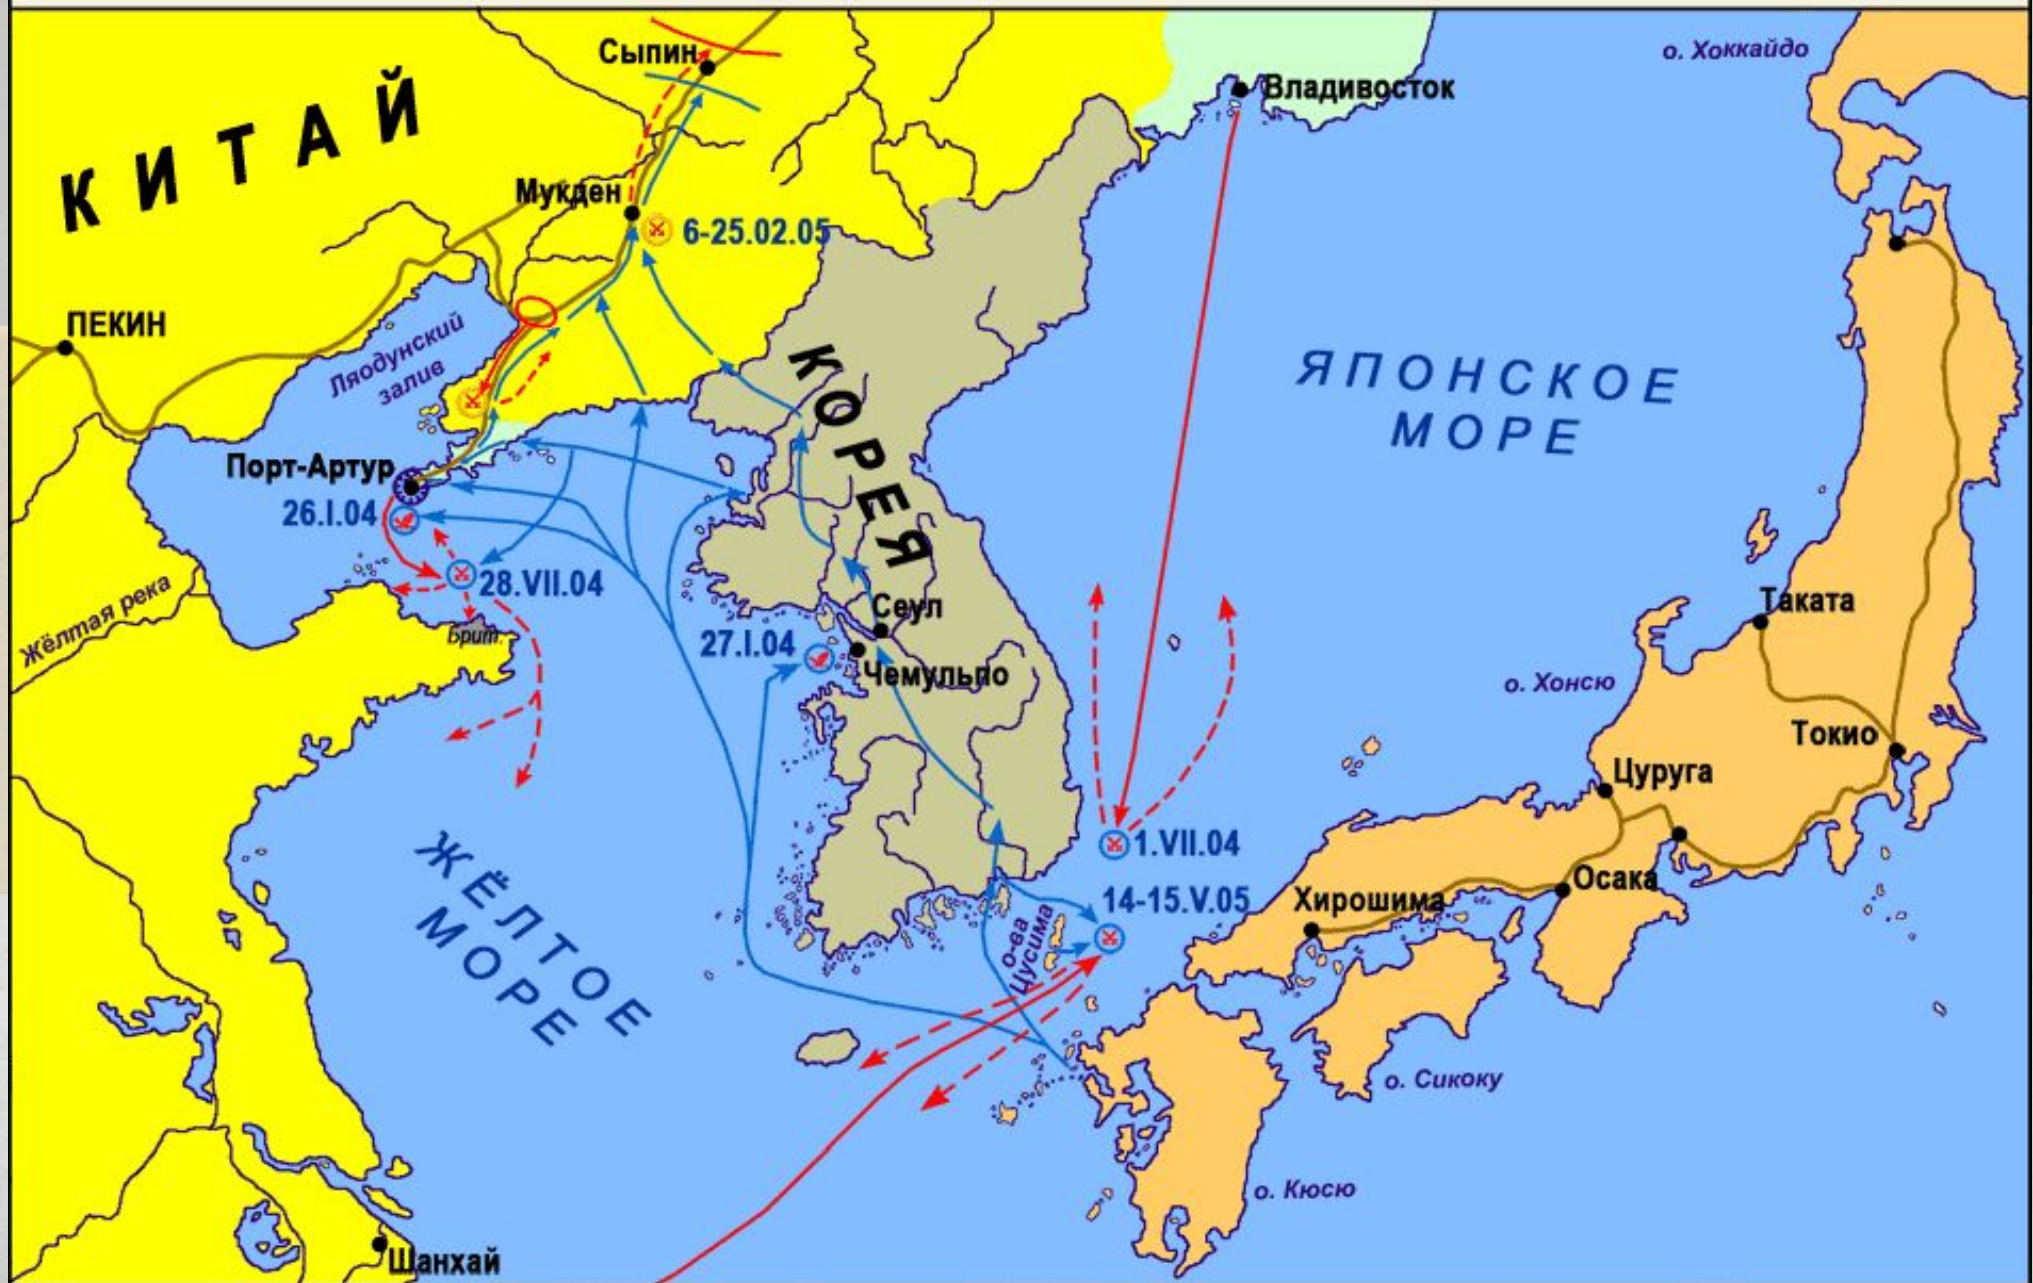 Сыпин
о. Хоккайдо
Владивосток
КИТАЙ
Мукден
6-25.02.05
ПЕКИН
Ляодунский
залив
КОРЕЯ
ЯПОНСКОЕ
МОРЕ
Порт-Артур
26.I.04
28.VII.04
Жёлтая река
Брит.
Сеул
27.I.04
Чемульпо
Таката
о. Хонсю
Токио
Цуруга
ЖЁЛТОЕ
МОРЕ
1.VII.04
14-15.V.05
Хирошима
Осака
о-ва
Цусима
о. Сикоку
о. Кюсю
Шанхай